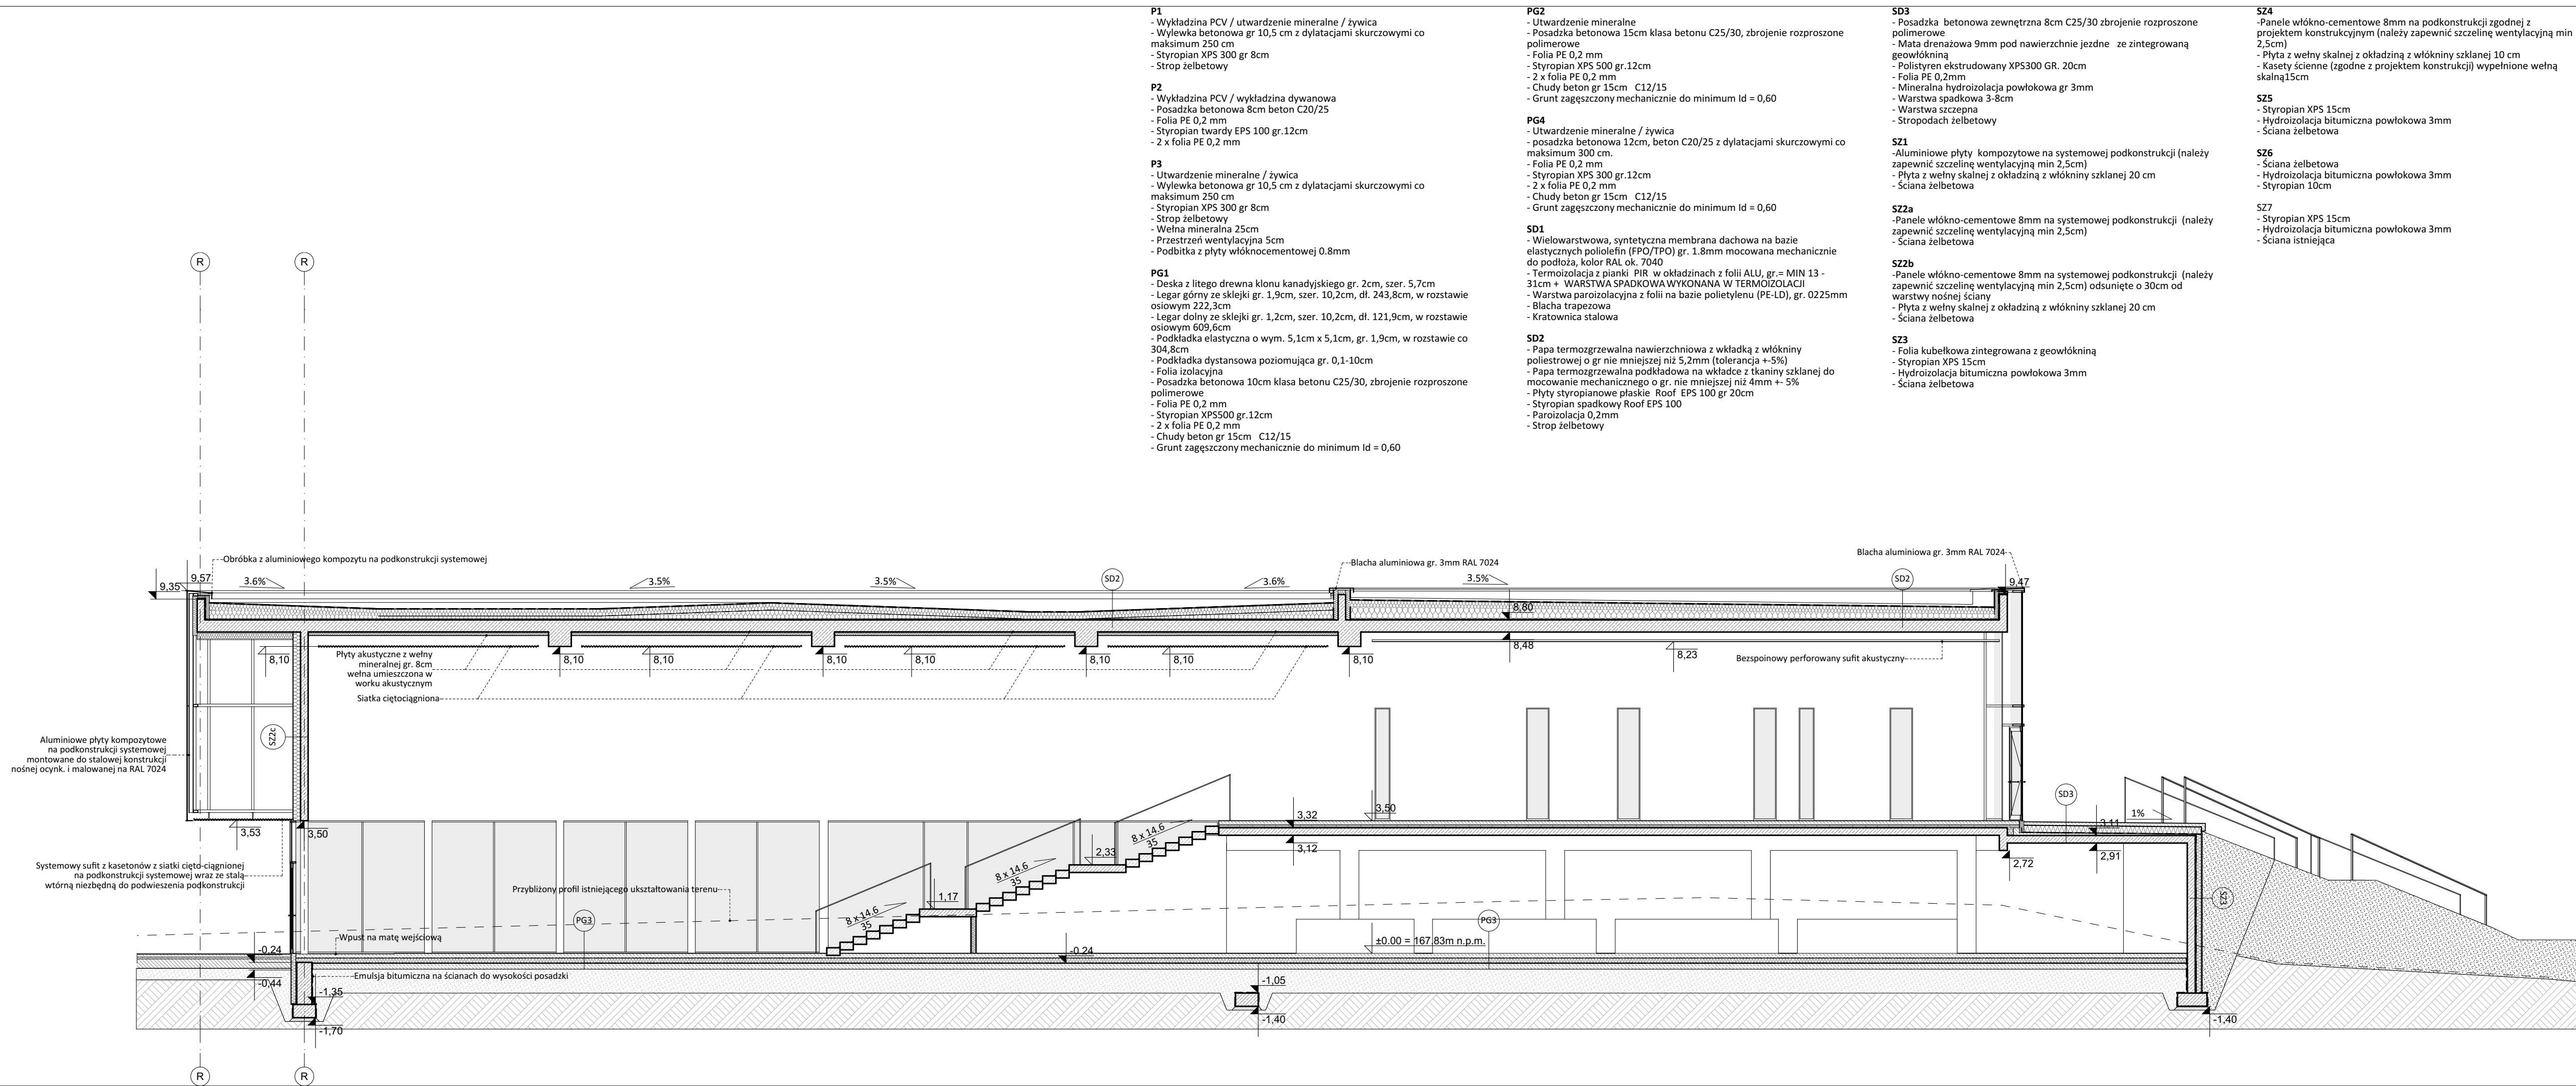 P1
- Wykładzina PCV / utwardzenie mineralne / żywica
- Wylewka betonowa gr 10,5 cm z dylatacjami skurczowymi co
maksimum 250 cm
- Styropian XPS 300 gr 8cm
- Strop żelbetowy
P2
- Wykładzina PCV / wykładzina dywanowa
- Posadzka betonowa 8cm beton C20/25
- Folia PE 0,2 mm
- Styropian twardy EPS 100 gr.12cm
- 2 x folia PE 0,2 mm
P3
- Utwardzenie mineralne / żywica
- Wylewka betonowa gr 10,5 cm z dylatacjami skurczowymi co
maksimum 250 cm
- Styropian XPS 300 gr 8cm
- Strop żelbetowy
- Wełna mineralna 25cm
- Przestrzeń wentylacyjna 5cm
- Podbitka z płyty włóknocementowej 0.8mm
PG1
- Deska z litego drewna klonu kanadyjskiego gr. 2cm, szer. 5,7cm
- Legar górny ze sklejki gr. 1,9cm, szer. 10,2cm, dł. 243,8cm, w rozstawie
osiowym 222,3cm
- Legar dolny ze sklejki gr. 1,2cm, szer. 10,2cm, dł. 121,9cm, w rozstawie
osiowym 609,6cm
- Podkładka elastyczna o wym. 5,1cm x 5,1cm, gr. 1,9cm, w rozstawie co
304,8cm
- Podkładka dystansowa poziomująca gr. 0,1-10cm
- Folia izolacyjna
- Posadzka betonowa 10cm klasa betonu C25/30, zbrojenie rozproszone
polimerowe
- Folia PE 0,2 mm
- Styropian XPS500 gr.12cm
- 2 x folia PE 0,2 mm
- Chudy beton gr 15cm C12/15
- Grunt zagęszczony mechanicznie do minimum Id = 0,60
PG2
- Utwardzenie mineralne
- Posadzka betonowa 15cm klasa betonu C25/30, zbrojenie rozproszone
polimerowe
- Folia PE 0,2 mm
- Styropian XPS 500 gr.12cm
- 2 x folia PE 0,2 mm
- Chudy beton gr 15cm C12/15
- Grunt zagęszczony mechanicznie do minimum Id = 0,60
PG4
- Utwardzenie mineralne / żywica
- posadzka betonowa 12cm, beton C20/25 z dylatacjami skurczowymi co
maksimum 300 cm.
- Folia PE 0,2 mm
- Styropian XPS 300 gr.12cm
- 2 x folia PE 0,2 mm
- Chudy beton gr 15cm C12/15
- Grunt zagęszczony mechanicznie do minimum Id = 0,60
SD1
- Wielowarstwowa, syntetyczna membrana dachowa na bazie
elastycznych poliolefin (FPO/TPO) gr. 1.8mm mocowana mechanicznie
do podłoża, kolor RAL ok. 7040
- Termoizolacja z pianki PIR w okładzinach z folii ALU, gr.= MIN 13 -
31cm + WARSTWA SPADKOWA WYKONANA W TERMOIZOLACJI
- Warstwa paroizolacyjna z folii na bazie polietylenu (PE-LD), gr. 0225mm
- Blacha trapezowa
- Kratownica stalowa
SD2
- Papa termozgrzewalna nawierzchniowa z wkładką z włókniny
poliestrowej o gr nie mniejszej niż 5,2mm (tolerancja +-5%)
- Papa termozgrzewalna podkładowa na wkładce z tkaniny szklanej do
mocowanie mechanicznego o gr. nie mniejszej niż 4mm +- 5%
- Płyty styropianowe płaskie Roof EPS 100 gr 20cm
- Styropian spadkowy Roof EPS 100
- Paroizolacja 0,2mm
- Strop żelbetowy
SD3
- Posadzka betonowa zewnętrzna 8cm C25/30 zbrojenie rozproszone
polimerowe
- Mata drenażowa 9mm pod nawierzchnie jezdne ze zintegrowaną
geowłókniną
- Polistyren ekstrudowany XPS300 GR. 20cm
- Folia PE 0,2mm
- Mineralna hydroizolacja powłokowa gr 3mm
- Warstwa spadkowa 3-8cm
- Warstwa szczepna
- Stropodach żelbetowy
SZ1
-Aluminiowe płyty kompozytowe na systemowej podkonstrukcji (należy
zapewnić szczelinę wentylacyjną min 2,5cm)
- Płyta z wełny skalnej z okładziną z włókniny szklanej 20 cm
- Ściana żelbetowa
SZ2a
-Panele włókno-cementowe 8mm na systemowej podkonstrukcji (należy
zapewnić szczelinę wentylacyjną min 2,5cm)
- Ściana żelbetowa
SZ2b
-Panele włókno-cementowe 8mm na systemowej podkonstrukcji (należy
zapewnić szczelinę wentylacyjną min 2,5cm) odsunięte o 30cm od
warstwy nośnej ściany
- Płyta z wełny skalnej z okładziną z włókniny szklanej 20 cm
- Ściana żelbetowa
SZ3
- Folia kubełkowa zintegrowana z geowłókniną
- Styropian XPS 15cm
- Hydroizolacja bitumiczna powłokowa 3mm
- Ściana żelbetowa
SZ4
-Panele włókno-cementowe 8mm na podkonstrukcji zgodnej z
projektem konstrukcyjnym (należy zapewnić szczelinę wentylacyjną min
2,5cm)
- Płyta z wełny skalnej z okładziną z włókniny szklanej 10 cm
- Kasety ścienne (zgodne z projektem konstrukcji) wypełnione wełną
skalną15cm
SZ5
- Styropian XPS 15cm
- Hydroizolacja bitumiczna powłokowa 3mm
- Ściana żelbetowa
SZ6
- Ściana żelbetowa
- Hydroizolacja bitumiczna powłokowa 3mm
- Styropian 10cm
SZ7
- Styropian XPS 15cm
- Hydroizolacja bitumiczna powłokowa 3mm
- Ściana istniejąca
R
R
Obróbka z aluminiowego kompozytu na podkonstrukcji systemowej
Blacha aluminiowa gr. 3mm RAL 7024
Blacha aluminiowa gr. 3mm RAL 7024
9,35
9,57
3.6%
3.5%
3.5%
SD2
3.6%
3.5%
SD2
9,47
8,80
8,10
Płyty akustyczne z wełny
mineralnej gr. 8cm
wełna umieszczona w
worku akustycznym
Siatka ciętociągniona
8,10
8,10
8,10
8,10
8,10
8,10
8,10
8,48
8,23
Bezspoinowy perforowany sufit akustyczny
SZ2c
Aluminiowe płyty kompozytowe
na podkonstrukcji systemowej
montowane do stalowej konstrukcji
nośnej ocynk. i malowanej na RAL 7024
3,53
3,50
8 x 14.6
35
3,32
3,50
3,12
SD3
1%
3,11
2,91
2,72
Systemowy sufit z kasetonów z siatki cięto-ciągnionej
na podkonstrukcji systemowej wraz ze stalą
wtórną niezbędną do podwieszenia podkonstrukcji
2,33
8 x 14.6
35
Przybliżony profil istniejącego ukształtowania terenu
1,17
8 x 14.6
35
PG3
PG3
SZ3
Wpust na matę wejściową
-0,24
-0,24
±0.00 = 167.83m n.p.m.
-0,44
Emulsja bitumiczna na ścianach do wysokości posadzki
-1,35
-1,70
-1,05
-1,40
-1,40
R
R